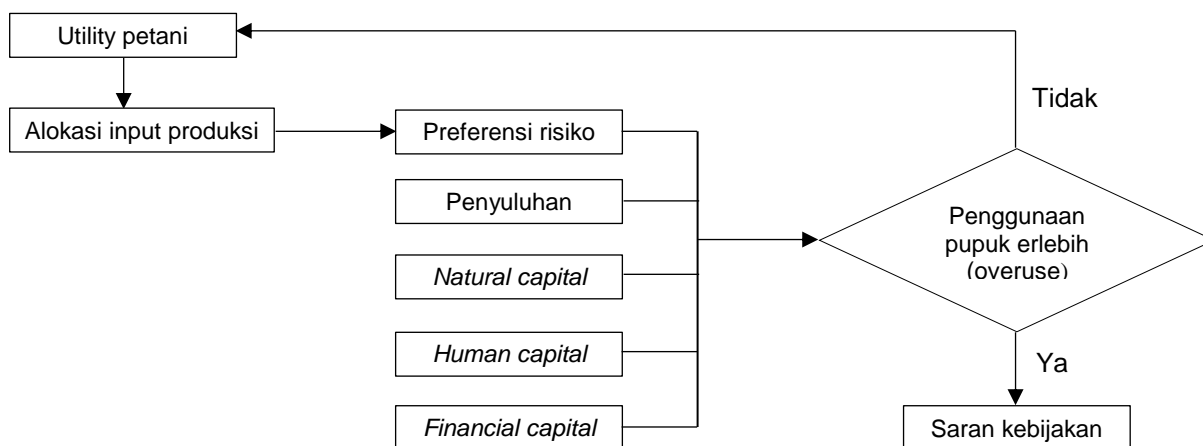 Utility petani
Tidak
Alokasi input produksi
Preferensi risiko
Penyuluhan
Penggunaan
pupuk erlebih
(overuse)
Natural capital
Human capital
Ya
Financial capital
Saran kebijakan